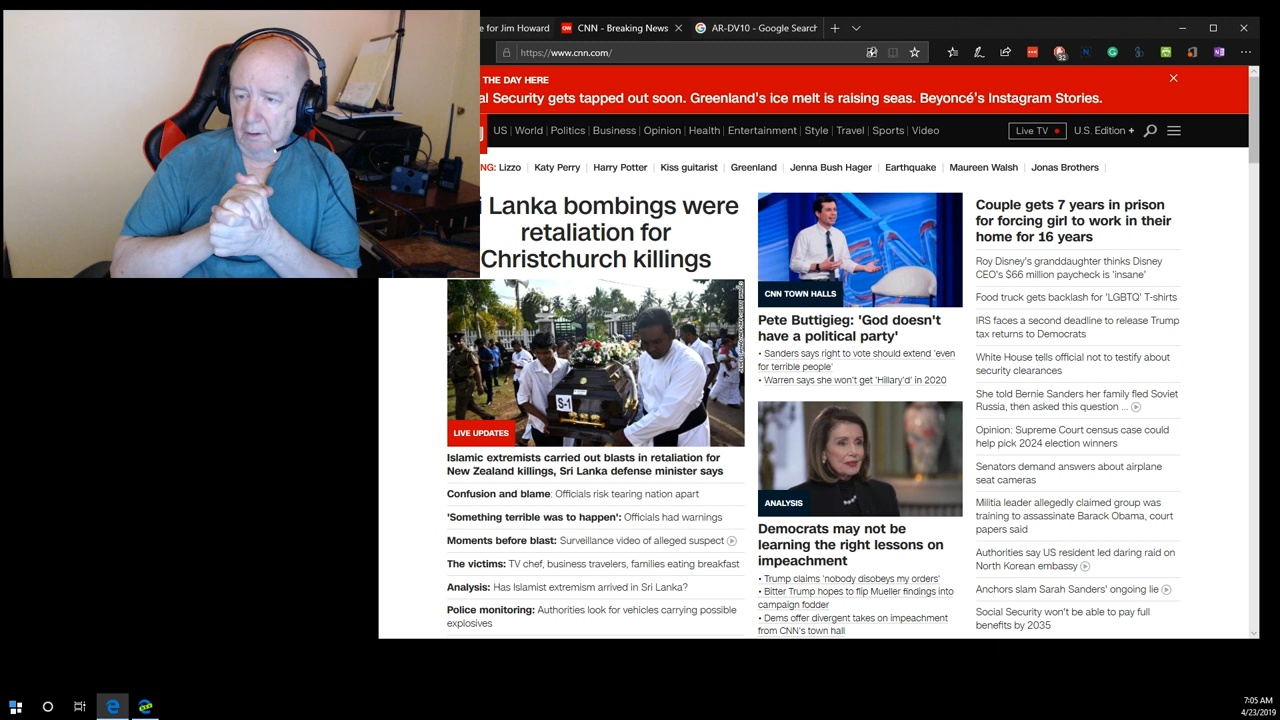 e for Jim Howard
CNN - Breaking News
AR-DV10 - Google Search
https://www.cnn.com/
32
THE DAY HERE
al Security gets tapped out soon. Greenland's ice melt is raising seas. Beyoncé's Instagram Stories.
US World Politics Business Opinion Health Entertainment Style Travel Sports Video
Live TV
U.S. Edition +
NG: Lizzo Katy Perry Harry Potter Kiss guitarist Greenland Jenna Bush Hager Earthquake Maureen Walsh Jonas Brothers
i Lanka bombings were
retaliation for
Christchurch killings
S-1
LIVE UPDATES
Islamic extremists carried out blasts in retaliation for
New Zealand killings, Sri Lanka defense minister says
Confusion and blame: Officials risk tearing nation apart
'Something terrible was to happen': Officials had warnings
Moments before blast: Surveillance video of alleged suspect
The victims: TV chef, business travelers, families eating breakfast
Analysis: Has Islamist extremism arrived in Sri Lanka?
Police monitoring: Authorities look for vehicles carrying possible
explosives
CNN TOWN HALLS
Pete Buttigieg: 'God doesn't
have a political party'
• Sanders says right to vote should extend 'even
for terrible people'
• Warren says she won't get 'Hillary'd' in 2020
ANALYSIS
Democrats may not be
learning the right lessons on
impeachment
• Trump claims 'nobody disobeys my orders'
• Bitter Trump hopes to flip Mueller findings into
campaign fodder
• Dems offer divergent takes on impeachment
from CNN's town hall
Couple gets 7 years in prison
for forcing girl to work in their
home for 16 years
Roy Disney's granddaughter thinks Disney
CEO's $66 million paycheck is 'insane'
Food truck gets backlash for 'LGBTQ' T-shirts
IRS faces a second deadline to release Trump
tax returns to Democrats
White House tells official not to testify about
security clearances
She told Bernie Sanders her family fled Soviet
Russia, then asked this question ...
Opinion: Supreme Court census case could
help pick 2024 election winners
Senators demand answers about airplane
seat cameras
Militia leader allegedly claimed group was
training to assassinate Barack Obama, court
papers said
Authorities say US resident led daring raid on
North Korean embassy
Anchors slam Sarah Sanders' ongoing lie
Social Security won't be able to pay full
benefits by 2035
7:05 AM
4/23/2019